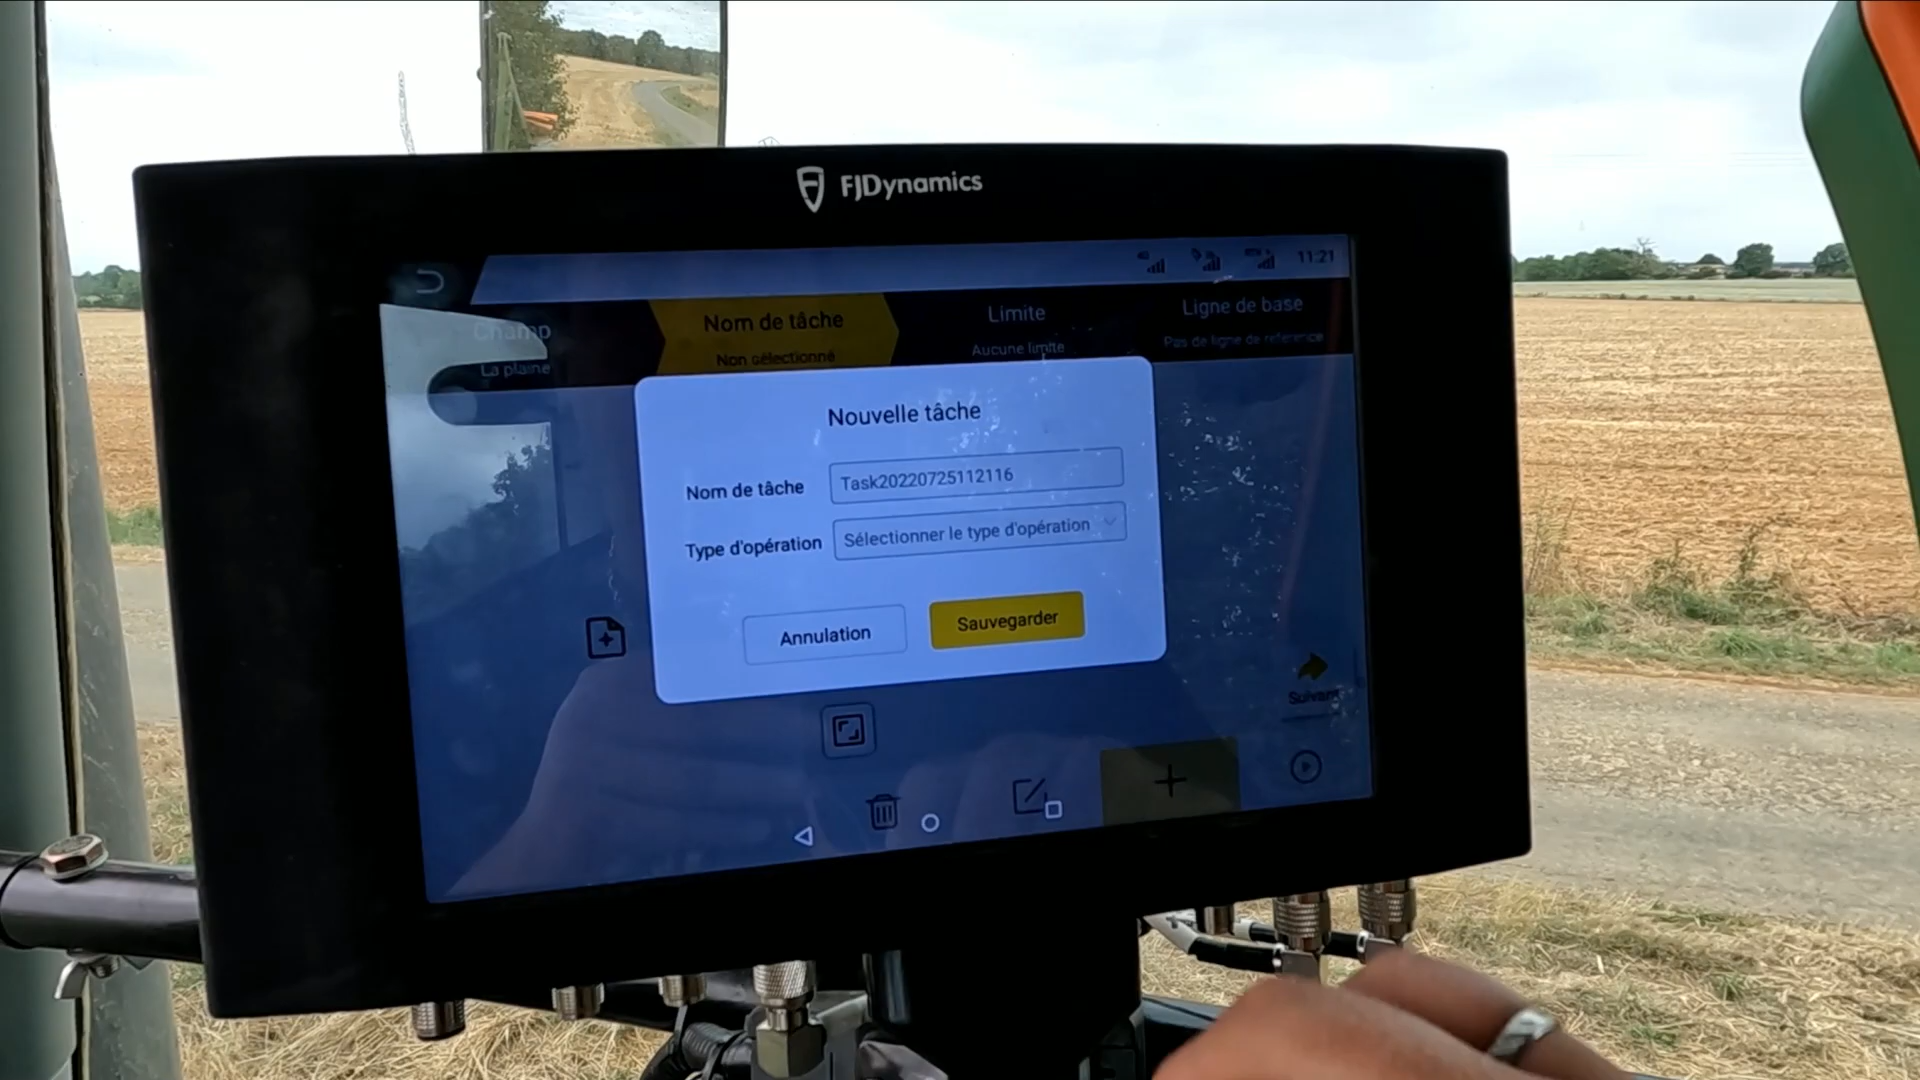 FJDynamics
11:21
Champ
La plaine
Nom de tâche
Non sélectionné
Limite
Aucune limite
Ligne de base
Pas de ligne de reference
Nouvelle tâche
Nom de tâche
Task20220725112116
Type d'opération
Sélectionner le type d'opération
Annulation
Sauvegarder
Suivant